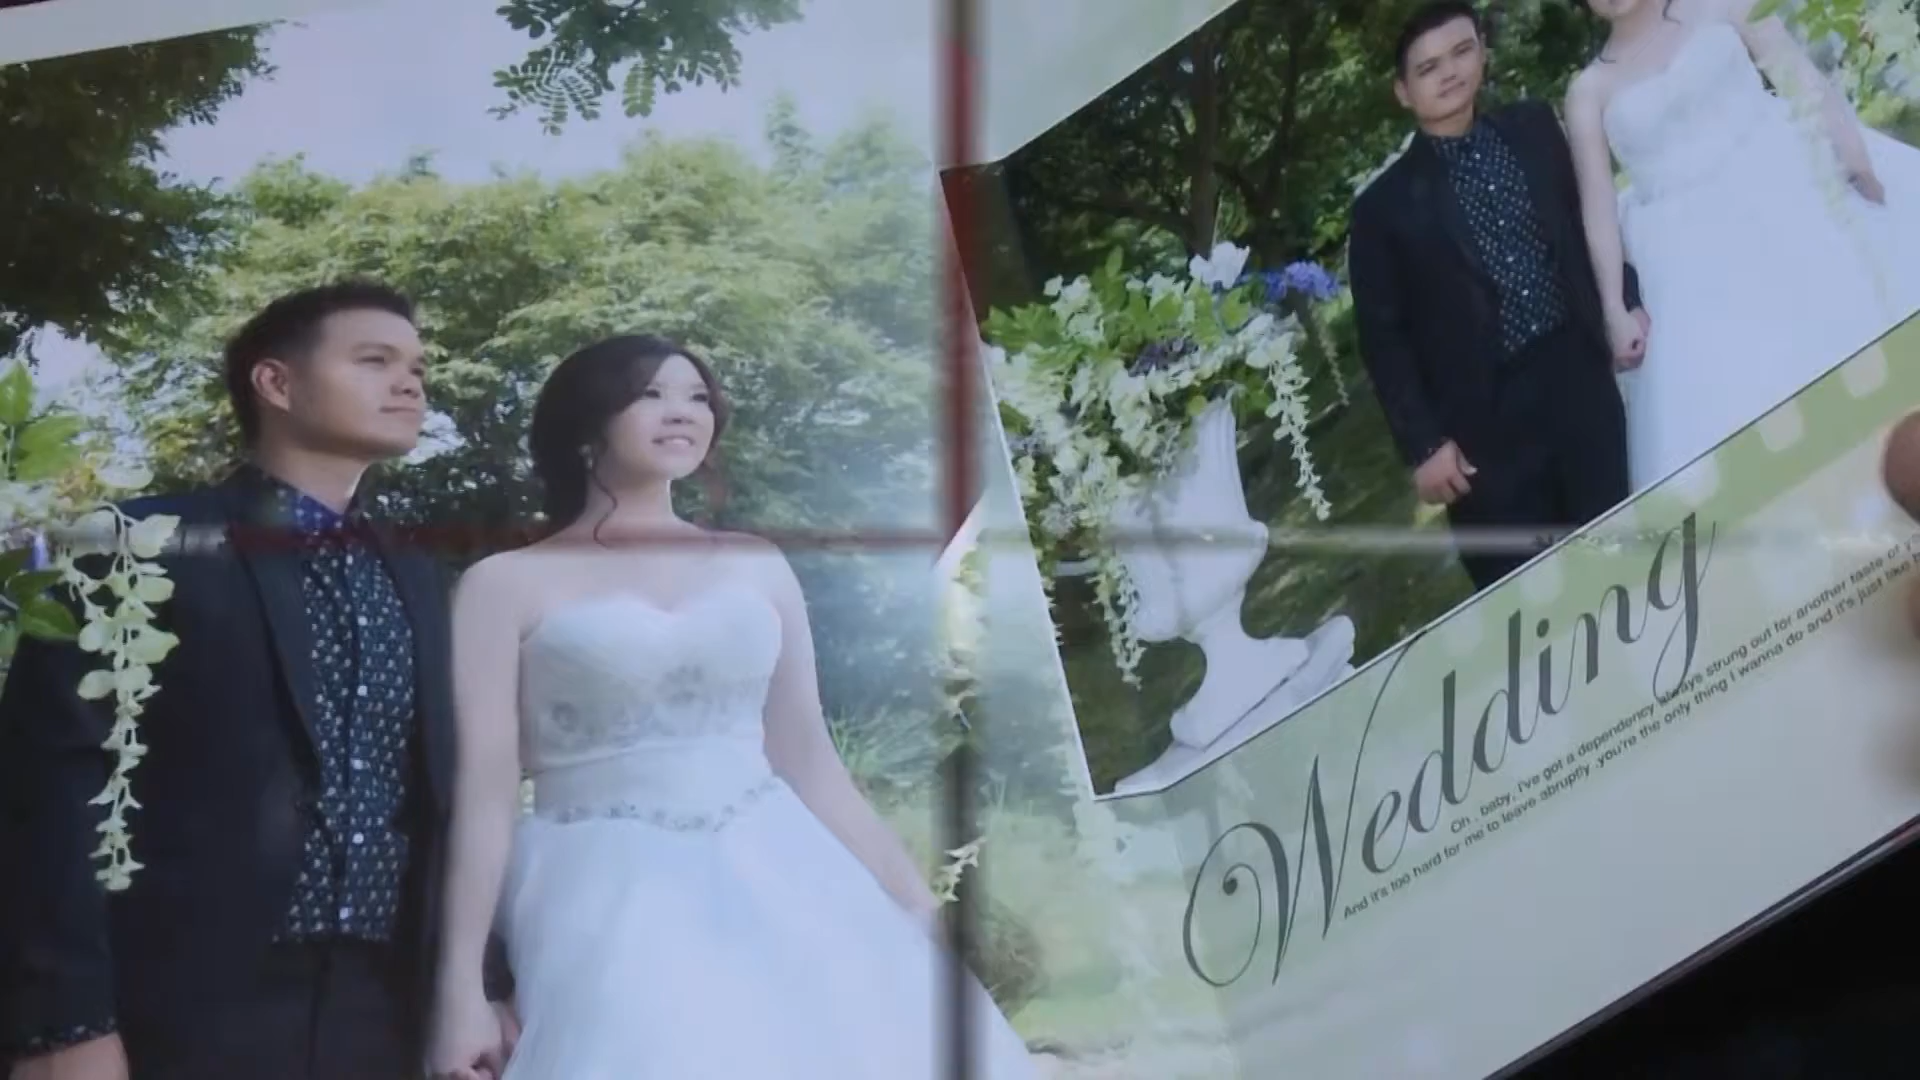 Wedding
Oh , baby, I've got a dependency always strung out for another taste of
And it's too hard for me to leave abruptly .you're the only thing I wanna do and it's just like